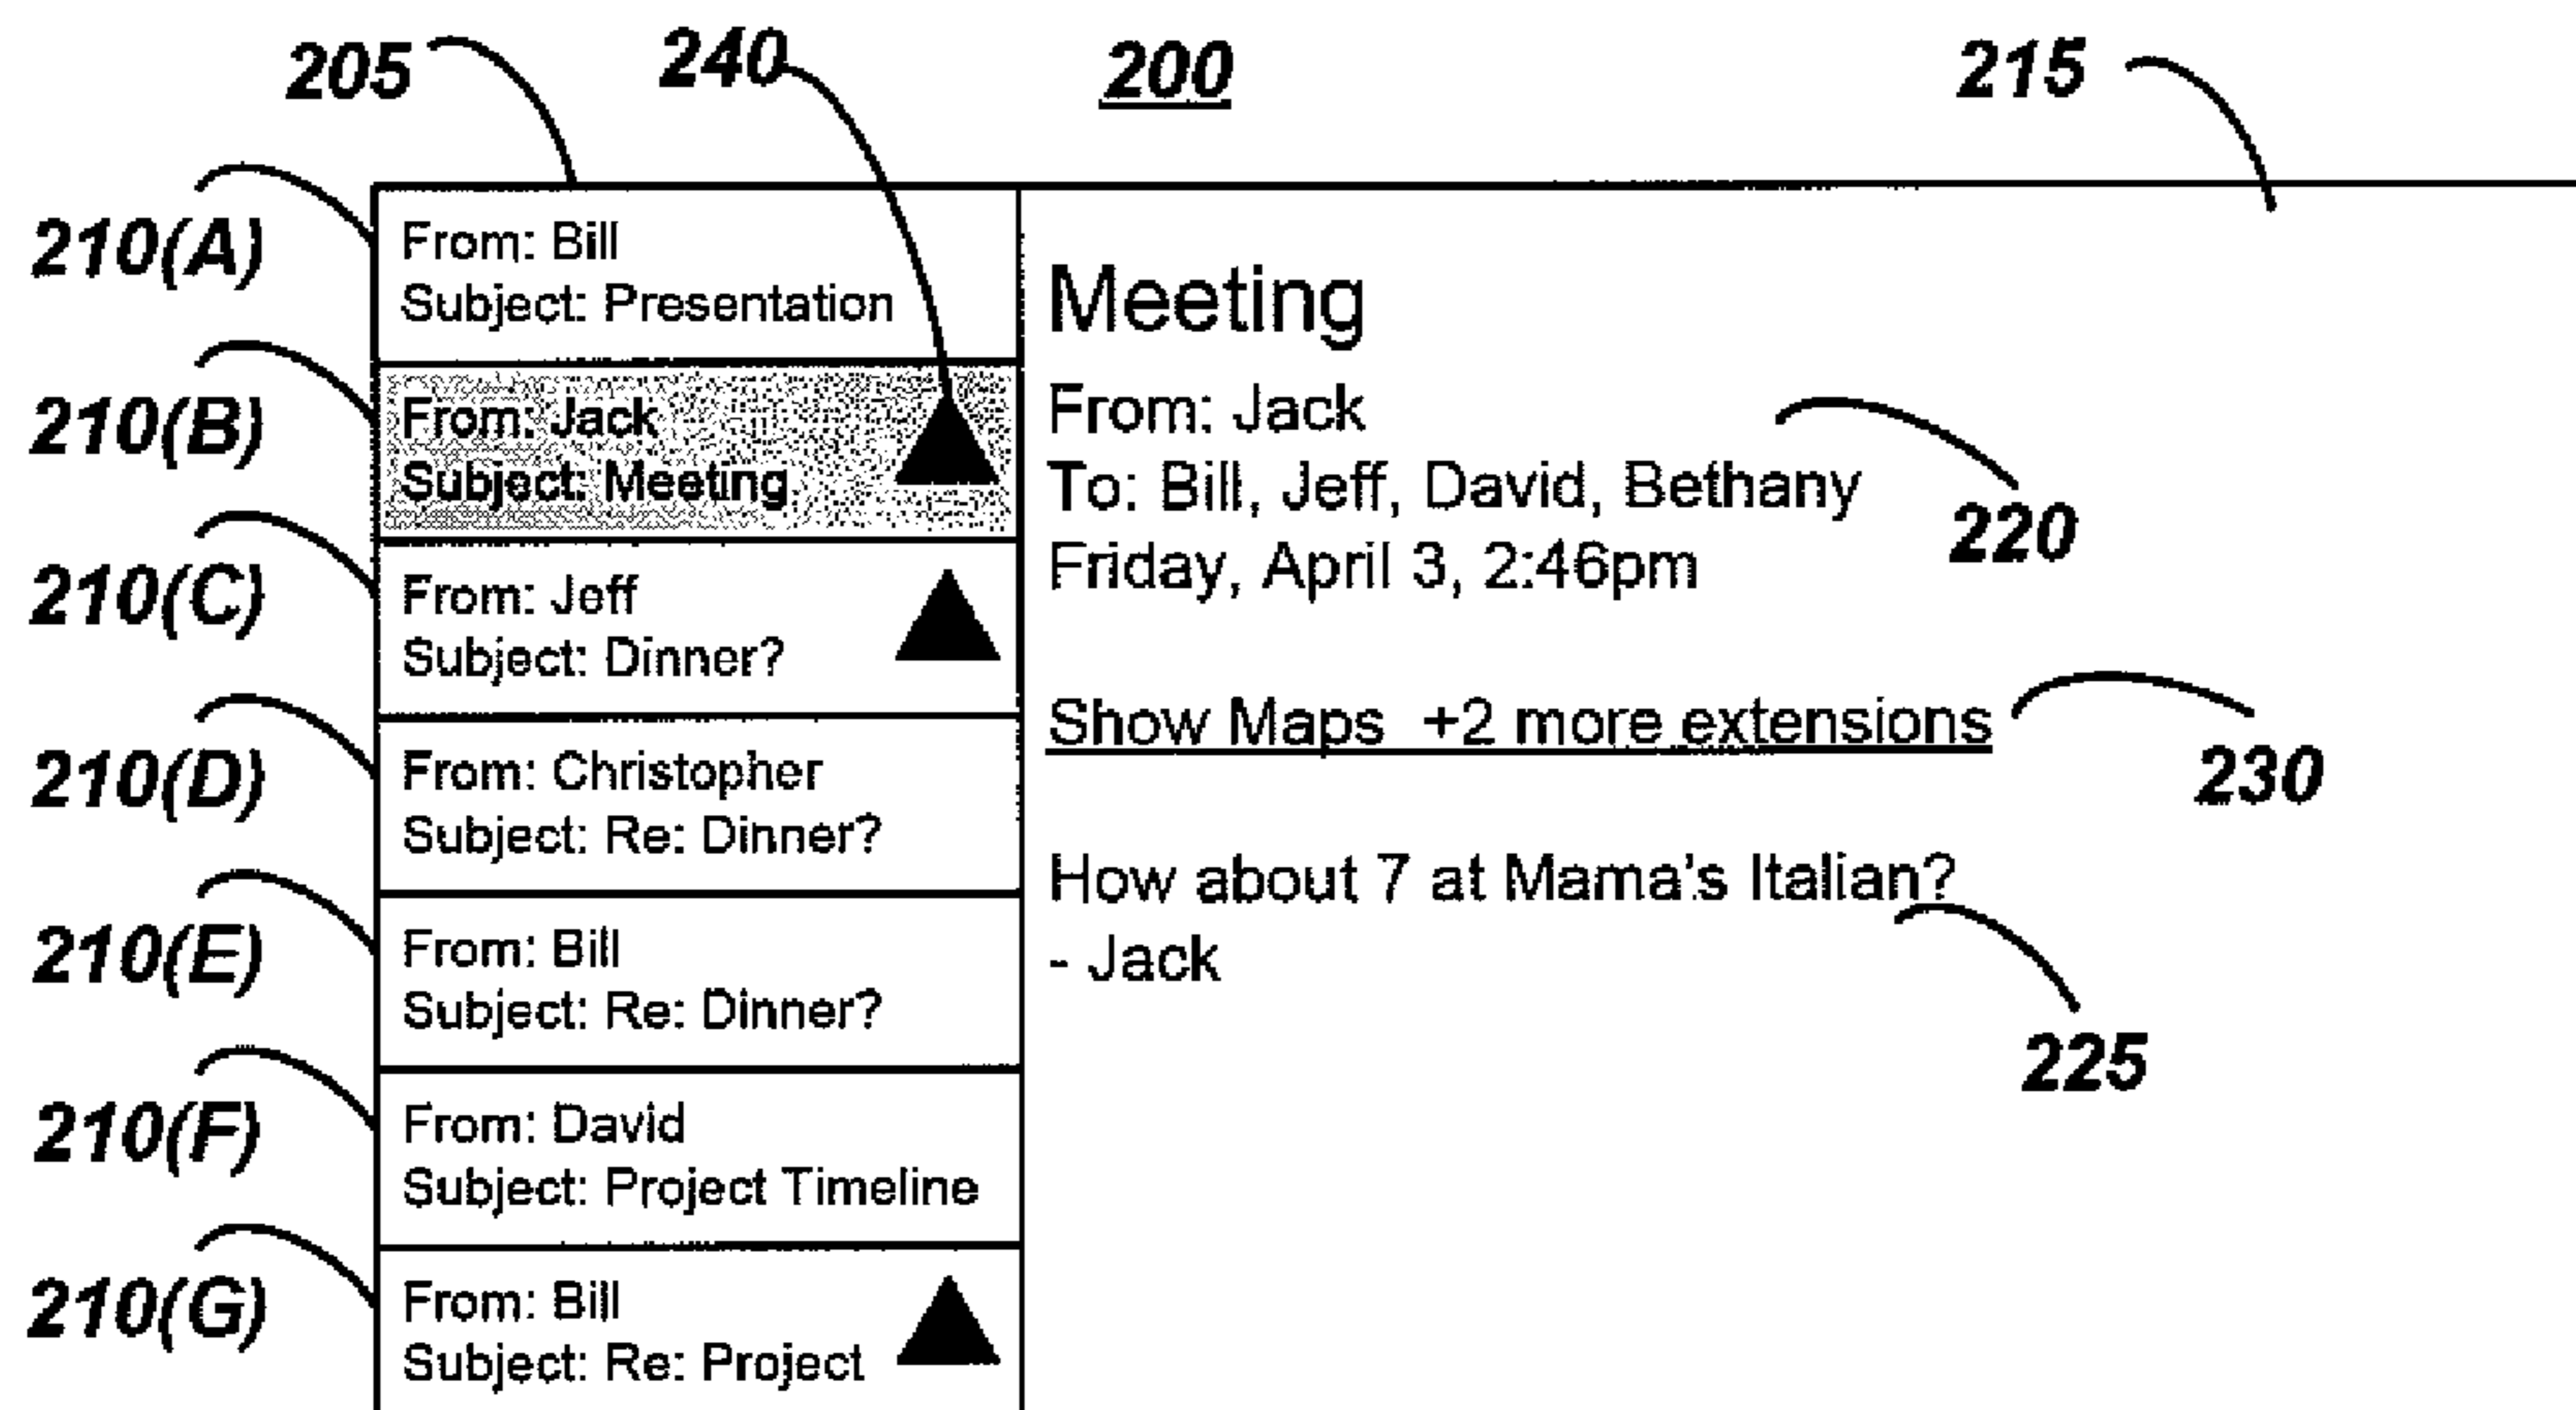 205 240 200 215
210(A)
From: Bill
Subject: Presentation
210(B)
From: Jack
Subject: Meeting
210(C)
From: Jeff
Subject: Dinner?
210(D)
From: Christopher
Subject: Re: Dinner?
210(E)
From: Bill
Subject: Re: Dinner?
210(F)
From: David
Subject: Project Timeline
210(G)
From: Bill
Subject: Re: Project
Meeting
From: Jack
To: Bill, Jeff, David, Bethany
220
Friday, April 3, 2:46pm
Show Maps +2 more extensions
230
How about 7 at Mama's Italian?
- Jack
225